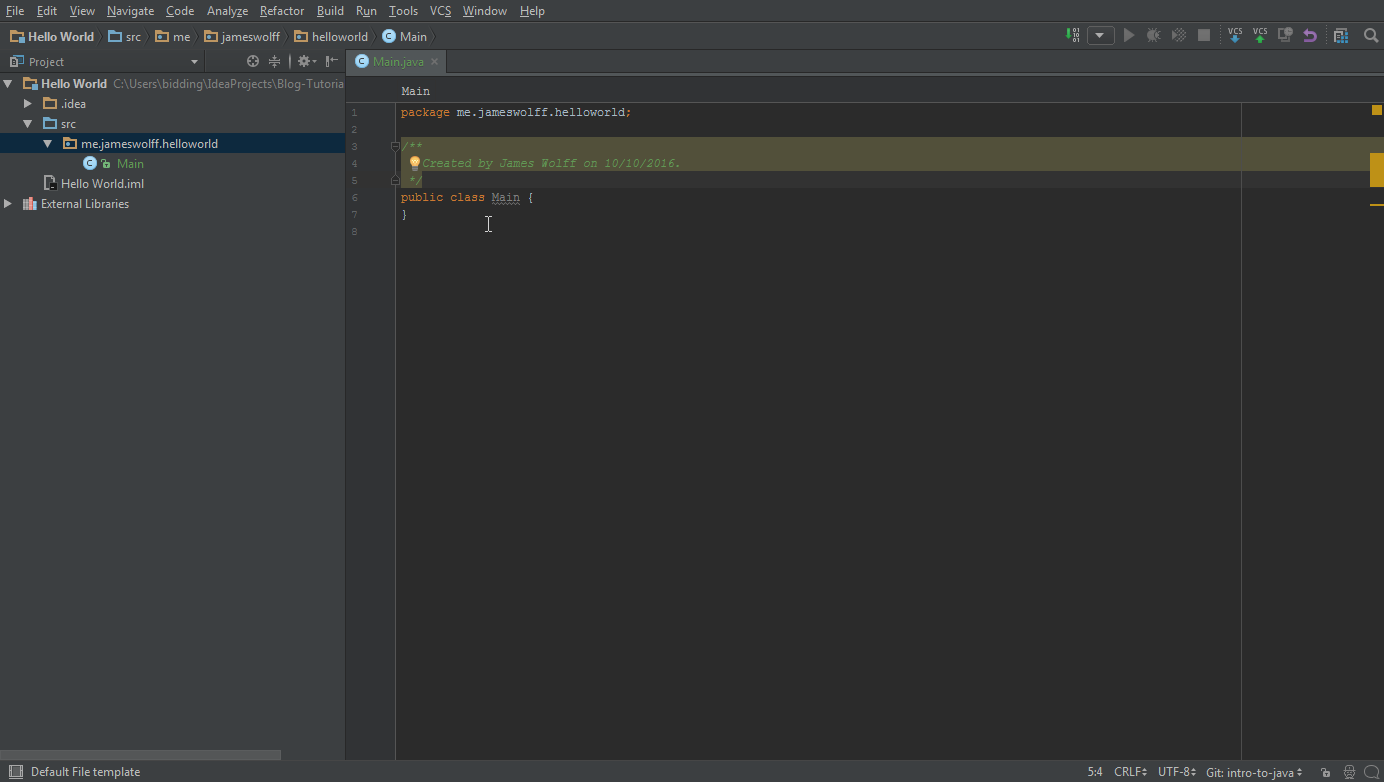 File Edit View Navigate Code Analyze Refactor Build Run Tools VCS Window Help
Hello World src me jameswolff helloworld Main
VCS VCS
Project
Main.java
Hello World C:\Users\bidding\IdeaProjects\Blog-Tutoria
.idea
src
me.jameswolff.helloworld
Main
Hello World.iml
External Libraries
Main
1 package me.jameswolff.helloworld;
2
3 /**
4 Created by James Wolff on 10/10/2016.
5 */
6 public class Main {
7 }
8
Default File template
5:4 CRLF UTF-8 Git: intro-to-java